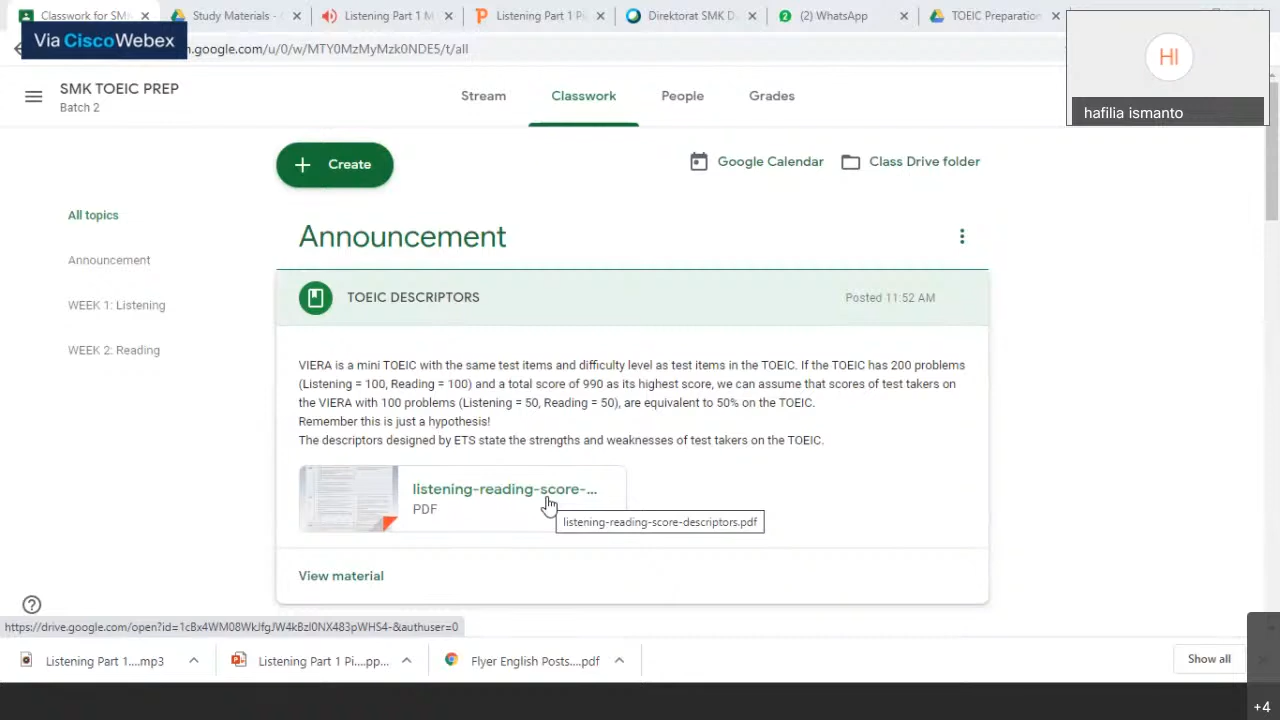 Classwork for SM
Study Materials -
Listening Part 1 M
Listening Part 1 Pi
Direktorat SMK D
(2) WhatsApp
TOEIC Preparation
Via CiscoWebex
.google.com/u/0/w/MTY0MzMyMzk0NDE5/t/all
SMK TOEIC PREP
Batch 2
Stream
Classwork
People
Grades
HI
hafilia ismanto
+ Create
Google Calendar
Class Drive folder
All topics
Announcement
WEEK 1: Listening
WEEK 2: Reading
Announcement
TOEIC DESCRIPTORS
Posted 11:52 AM
VIERA is a mini TOEIC with the same test items and difficulty level as test items in the TOEIC. If the TOEIC has 200 problems
(Listening = 100, Reading = 100) and a total score of 990 as its highest score, we can assume that scores of test takers on
the VIERA with 100 problems (Listening = 50, Reading = 50), are equivalent to 50% on the TOEIC.
Remember this is just a hypothesis!
The descriptors designed by ETS state the strengths and weaknesses of test takers on the TOEIC.
listening-reading-score-...
PDF
listening-reading-score-descriptors.pdf
View material
https://drive.google.com/open?id=1cBx4WM08WkJfgJW4kBzl0NX483pWHS4-&authuser=0
Listening Part 1....mp3
Listening Part 1 Pi....pp...
Flyer English Posts....pdf
Show all
+4